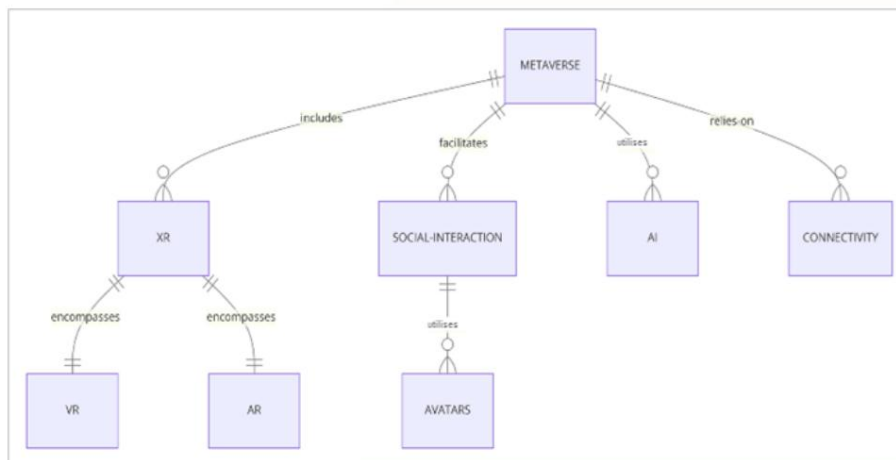 METAVERSE
includes
facilitates
utilises
relies-on
XR
SOCIAL-INTERACTION
AI
CONNECTIVITY
encompasses
encompasses
utilises
VR
AR
AVATARS